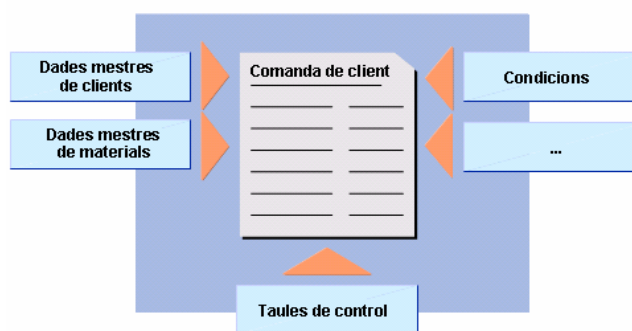 Dades mestres
de clients
Comanda de client
Condicions
Dades mestres
de materials
...
Taules de control